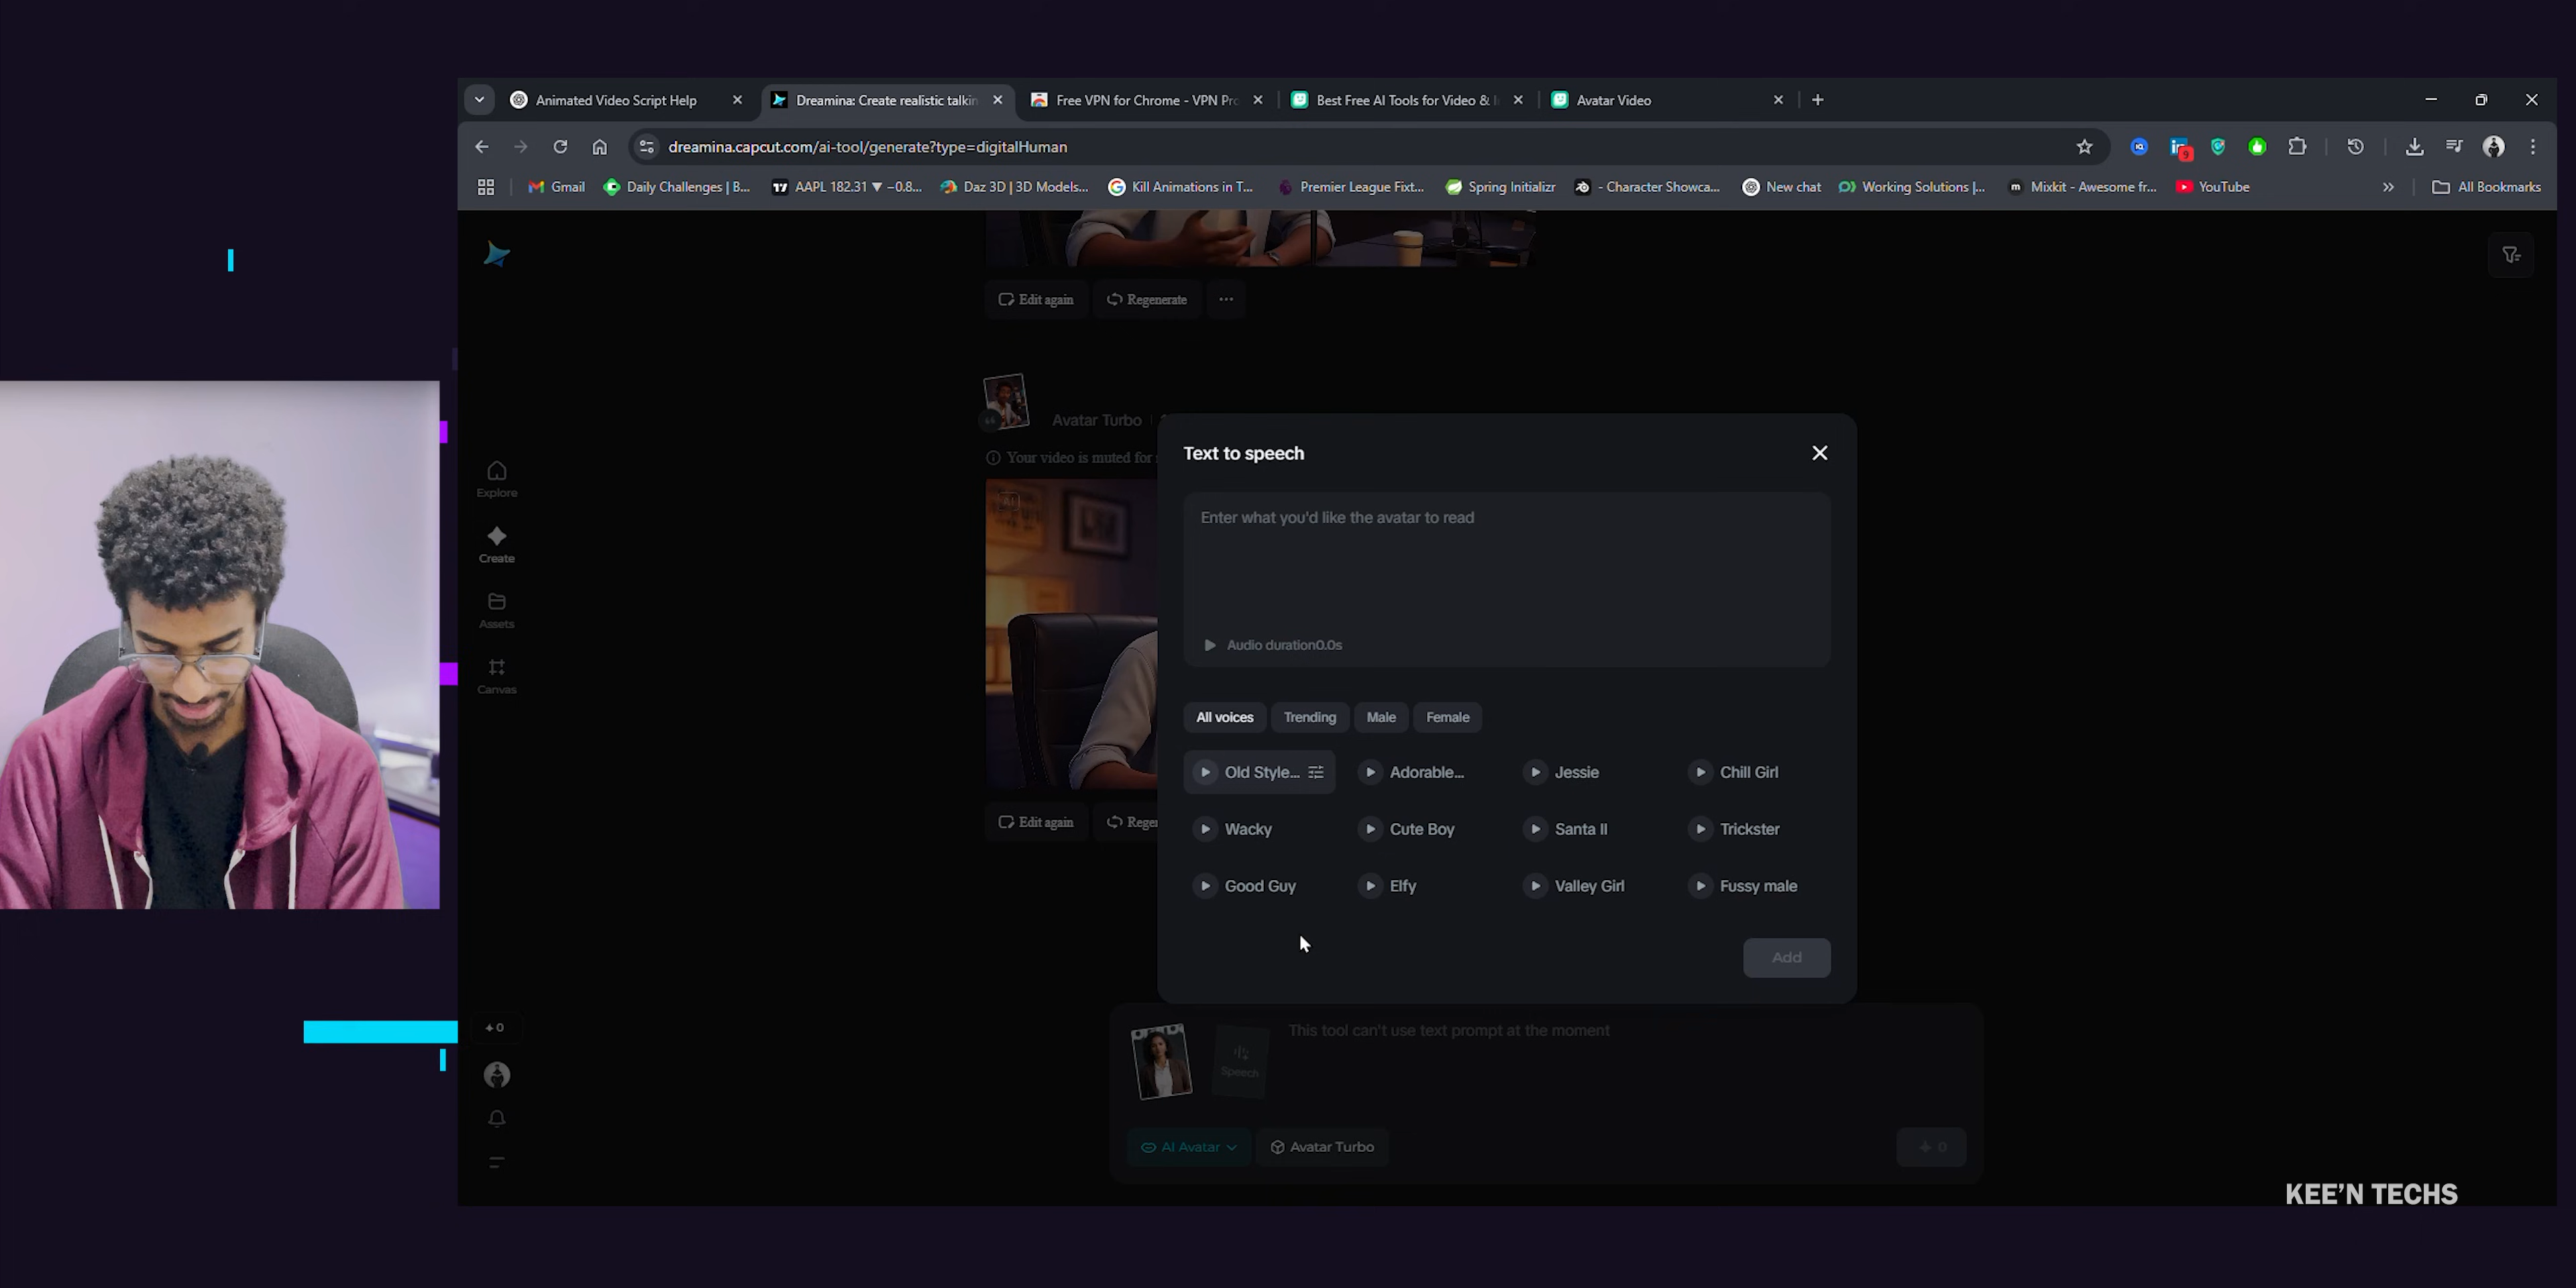 Animated Video Script Help
Dreamina: Create realistic talkin
Free VPN for Chrome - VPN Pro
Best Free AI Tools for Video &
Avatar Video
dreamina.capcut.com/ai-tool/generate?type=digitalHuman
9
Gmail
Daily Challenges | B...
AAPL 182.31 ▼ −0.8...
Daz 3D | 3D Models...
Kill Animations in T...
Premier League Fixt...
Spring Initializr
- Character Showca...
New chat
Working Solutions |...
Mixkit - Awesome fr...
YouTube
All Bookmarks
Edit again
Regenerate
Avatar Turbo
Your video is muted for
Explore
Create
Assets
Canvas
0
Edit again
Text to speech
Enter what you'd like the avatar to read
Audio duration0.0s
All voices
Trending
Male
Female
Old Style...
Adorable...
Jessie
Chill Girl
Wacky
Cute Boy
Santa II
Trickster
Good Guy
Elfy
Valley Girl
Fussy male
Add
This tool can't use text prompt at the moment
Speech
AI Avatar
Avatar Turbo
0
KEE'N TECHS